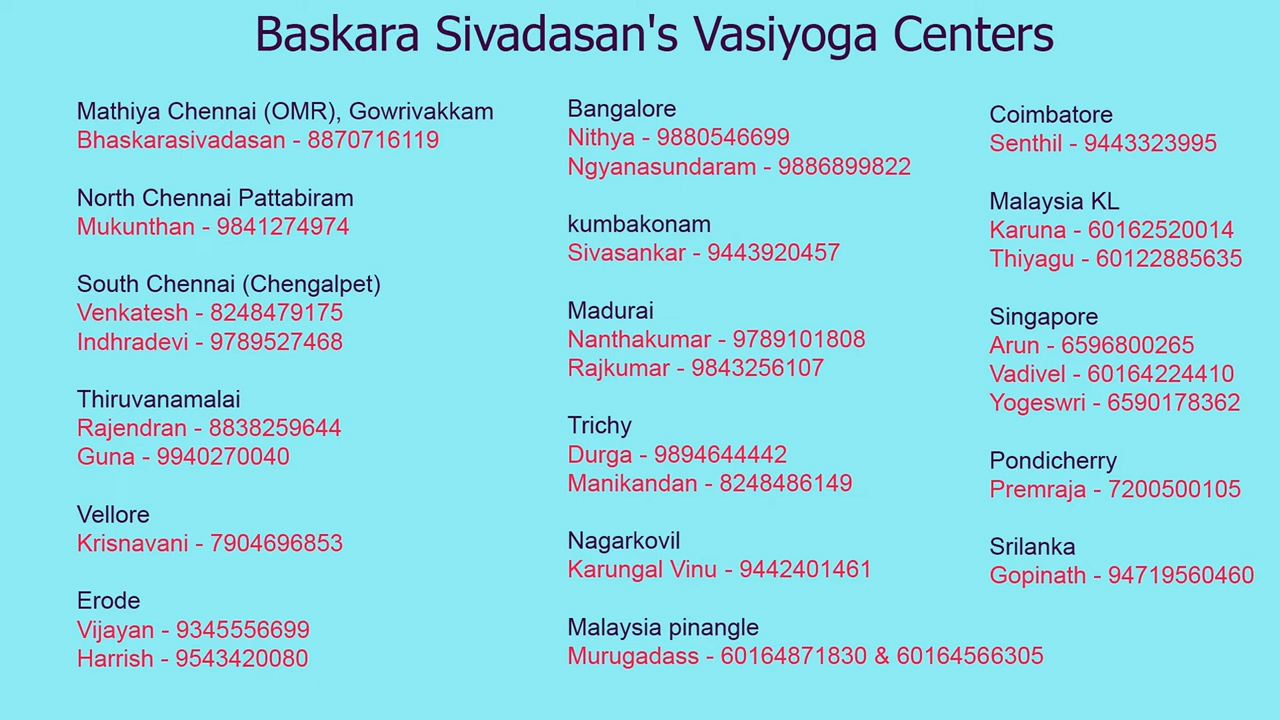 Baskara Sivadasan's Vasiyoga Centers
Mathiya Chennai (OMR), Gowrivakkam
Bhaskarasivadasan - 8870716119
North Chennai Pattabiram
Mukunthan - 9841274974
South Chennai (Chengalpet)
Venkatesh - 8248479175
Indhradevi - 9789527468
Thiruvanamalai
Rajendran - 8838259644
Guna - 9940270040
Vellore
Krisnavani - 7904696853
Erode
Vijayan - 9345556699
Harrish - 9543420080
Bangalore
Nithya - 9880546699
Ngyanasundaram - 9886899822
kumbakonam
Sivasankar - 9443920457
Madurai
Nanthakumar - 9789101808
Rajkumar - 9843256107
Trichy
Durga - 9894644442
Manikandan - 8248486149
Nagarkovil
Karungal Vinu - 9442401461
Malaysia pinangle
Murugadass - 60164871830 & 60164566305
Coimbatore
Senthil - 9443323995
Malaysia KL
Karuna - 60162520014
Thiyagu - 60122885635
Singapore
Arun - 6596800265
Vadivel - 60164224410
Yogeswri - 6590178362
Pondicherry
Premraja - 7200500105
Srilanka
Gopinath - 94719560460